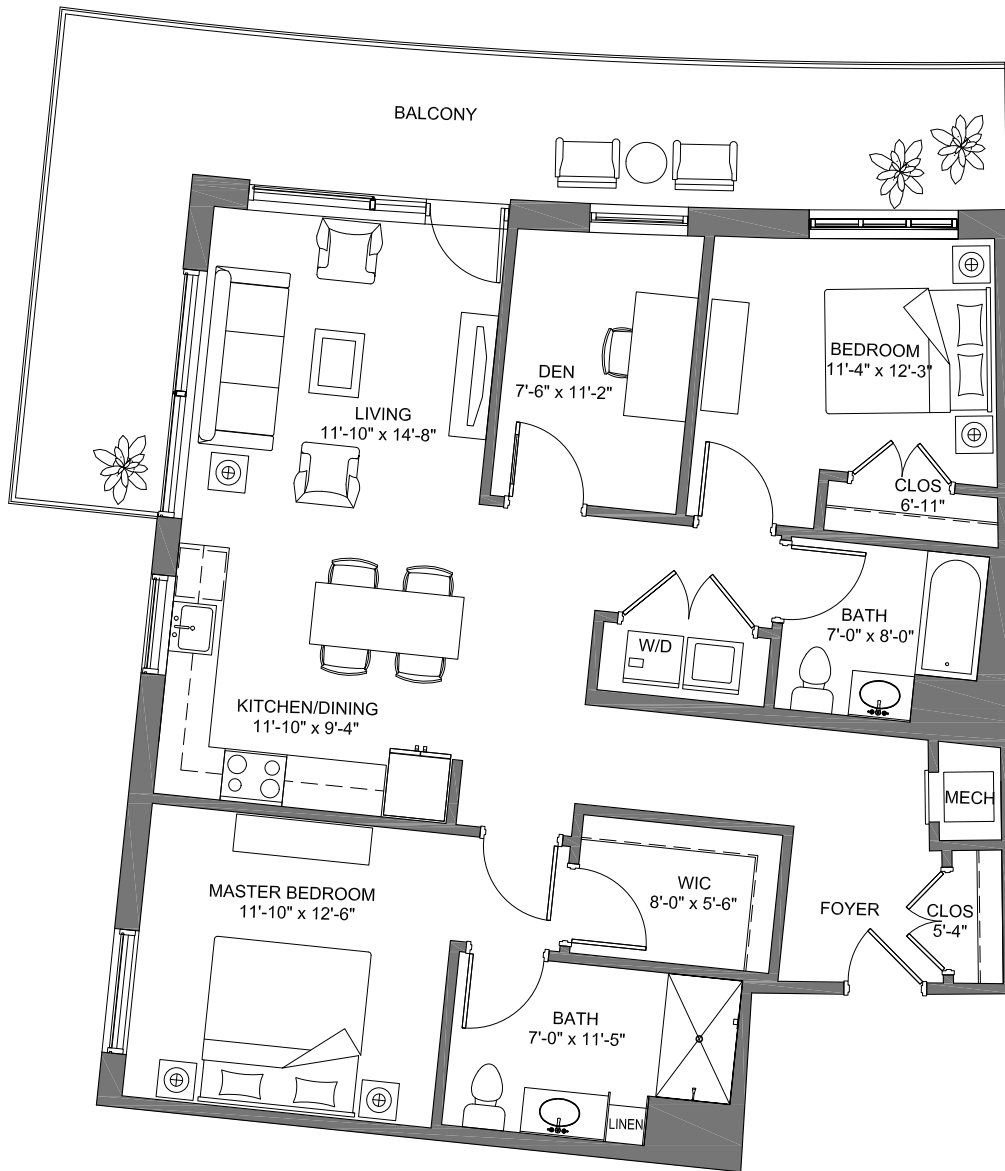 BALCONY
BEDROOM
11'-4" x 12'-3"
DEN
7'-6" x 11'-2"
LIVING
11'-10" x 14'-8"
CLOS
6'-11"
BATH
7'-0" x 8'-0"
W/D
KITCHEN/DINING
11'-10" x 9'-4"
MECH
MASTER BEDROOM
11'-10" x 12'-6"
WIC
8'-0" x 5'-6"
FOYER
CLOS
5'-4"
BATH
7'-0" x 11'-5"
LINEN